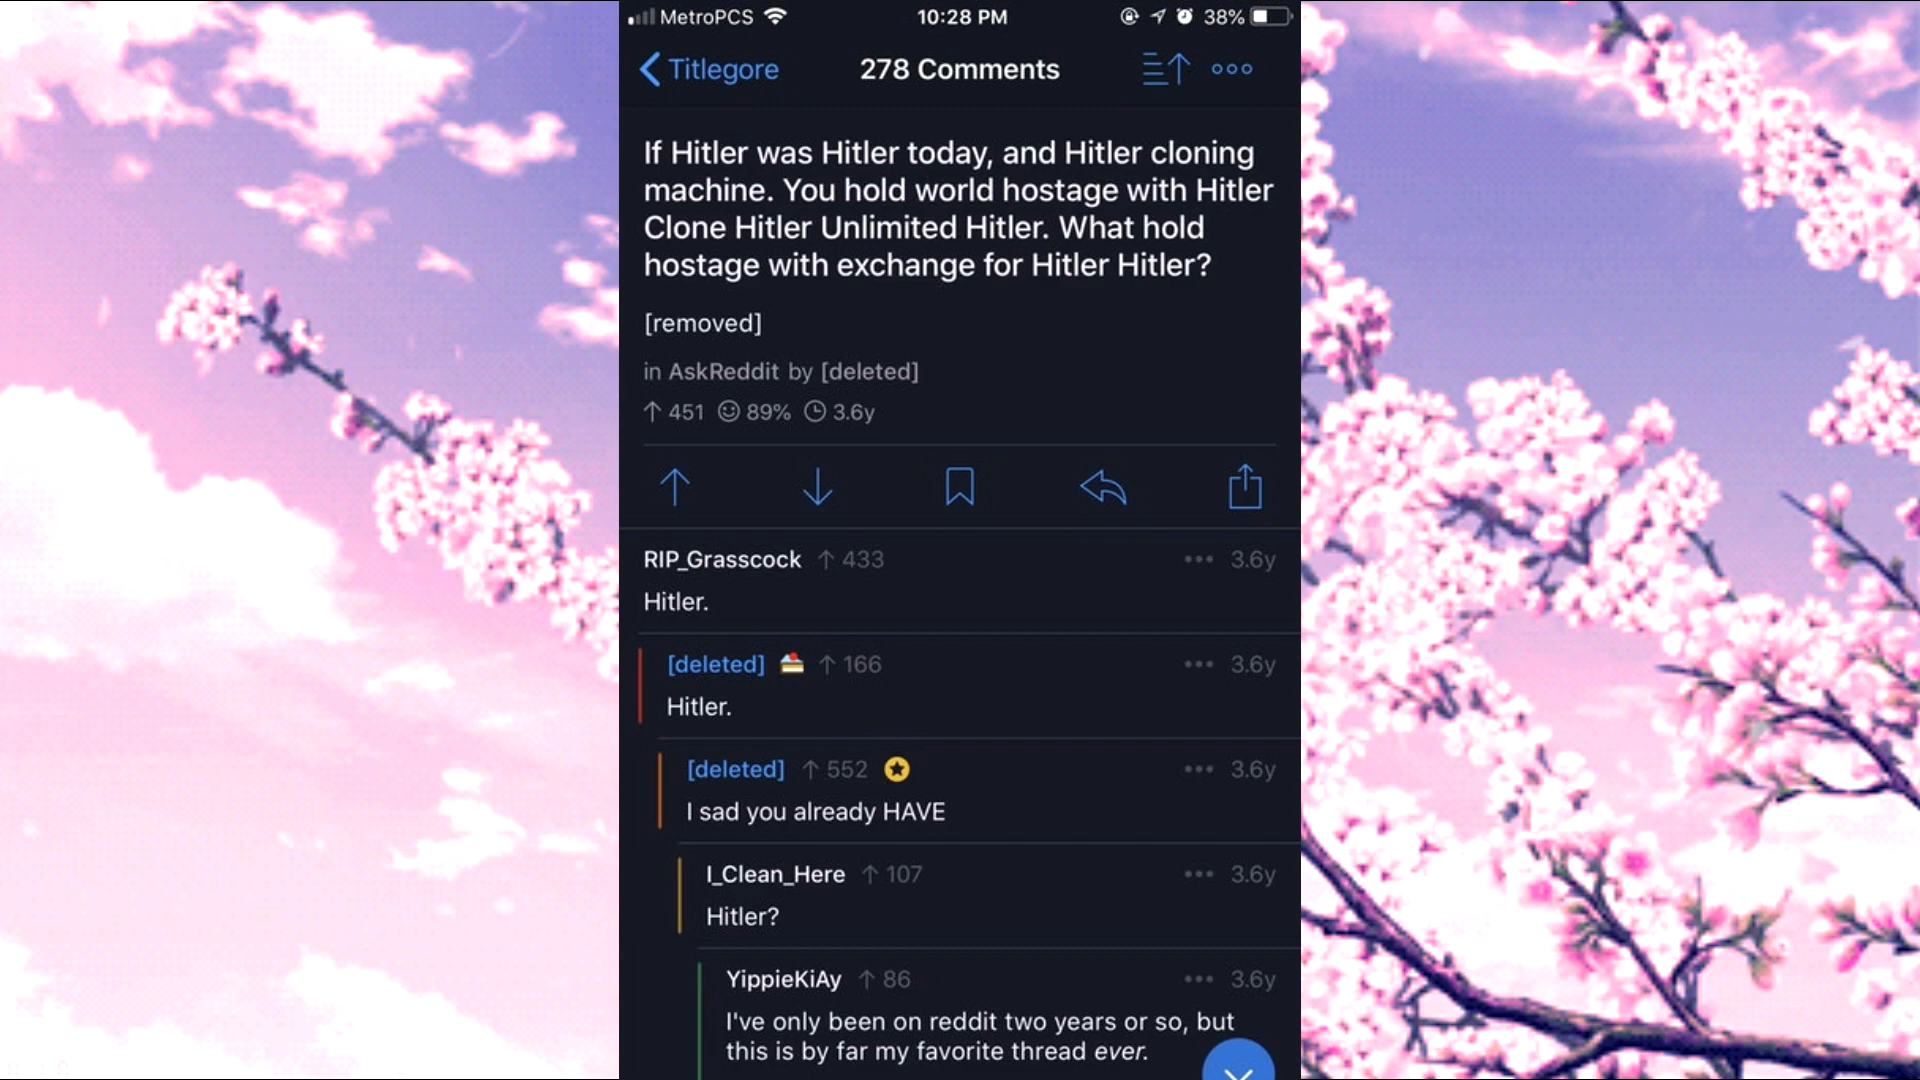 MetroPCS 10:28 PM 38%
Titlegore 278 Comments
If Hitler was Hitler today, and Hitler cloning
machine. You hold world hostage with Hitler
Clone Hitler Unlimited Hitler. What hold
hostage with exchange for Hitler Hitler?
[removed]
in AskReddit by [deleted]
451 89% 3.6y
RIP_Grasscock 433 3.6y
Hitler.
[deleted] 166 3.6y
Hitler.
[deleted] 552 3.6y
I sad you already HAVE
I_Clean_Here 107 3.6y
Hitler?
YippieKiAy 86 3.6y
I've only been on reddit two years or so, but
this is by far my favorite thread ever.